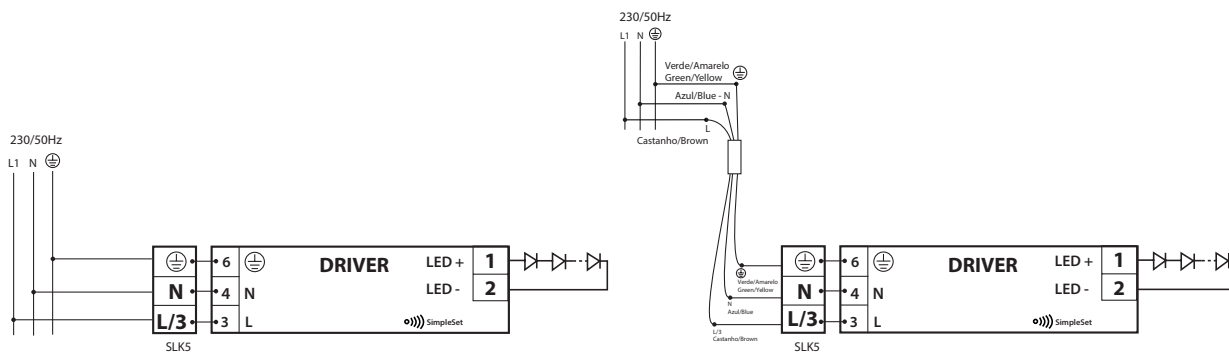 230/50Hz
L1 N
N
L/3
SLK5
6
4
3
N
L
DRIVER
LED +
LED -
1
2
SimpleSet
230/50Hz
L1 N
Verde/Amarelo
Green/Yellow
Azul/Blue - N
L
Castanho/Brown
Verde/Amarelo
Green/Yellow
N
Azul/Blue
L/3
Castanho/Brown
N
L/3
SLK5
6
4
3
N
L
DRIVER
LED +
LED -
1
2
SimpleSet